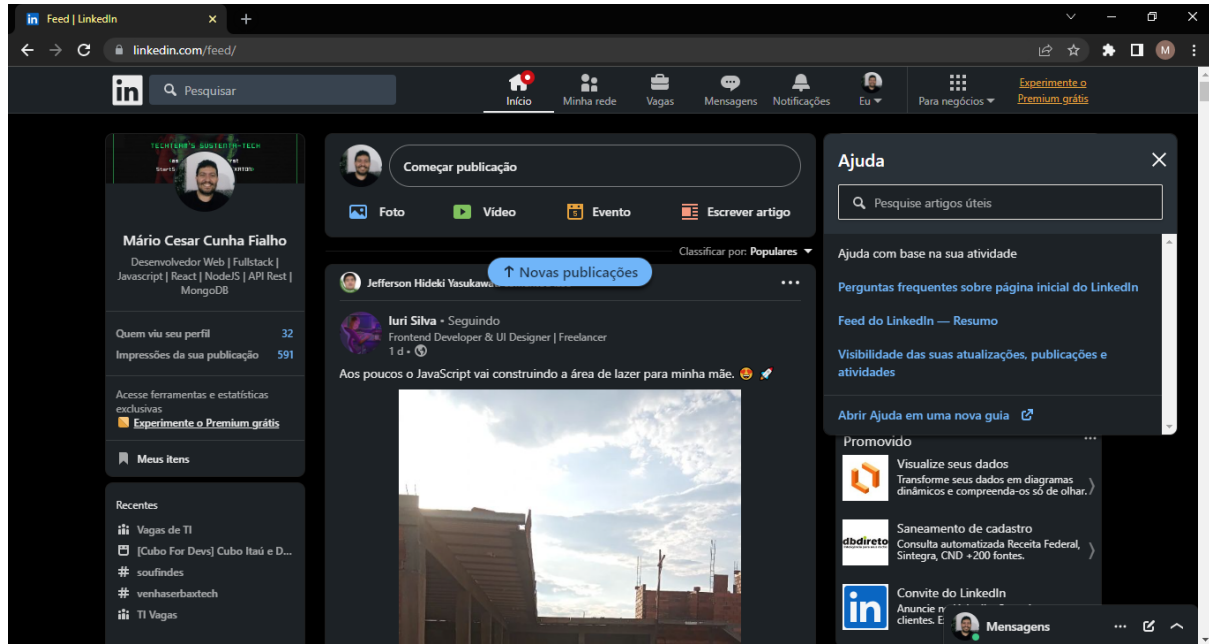 Feed | LinkedIn
linkedin.com/feed/
M
in
Pesquisar
Início
Minha rede
Vagas
Mensagens
Notificações
Eu
Para negócios
Experimente o
Premium grátis
Mário Cesar Cunha Fialho
Desenvolvedor Web | Fullstack |
Javascript | React | NodeJS | API Rest |
MongoDB
Quem viu seu perfil 32
Impressões da sua publicação 591
Acesse ferramentas e estatísticas
exclusivas
Experimente o Premium grátis
Meus itens
Recentes
Vagas de TI
[Cubo For Devs] Cubo Itaú e D...
# soufindes
# venhaserbaxtech
TI Vagas
Começar publicação
Foto
Vídeo
Evento
Escrever artigo
Classificar por: Populares
Novas publicações
Jefferson Hideki Yasukawa
Iuri Silva • Seguindo
Frontend Developer & UI Designer | Freelancer
1 d •
Aos poucos o JavaScript vai construindo a área de lazer para minha mãe. 🤩 🚀
Ajuda
Pesquise artigos úteis
Ajuda com base na sua atividade
Perguntas frequentes sobre página inicial do LinkedIn
Feed do LinkedIn — Resumo
Visibilidade das suas atualizações, publicações e
atividades
Abrir Ajuda em uma nova guia
Promovido
Visualize seus dados
Transforme seus dados em diagramas
dinâmicos e compreenda-os só de olhar.
dbdireto
Saneamento de cadastro
Consulta automatizada Receita Federal,
Sintegra, CND +200 fontes.
in
Convite do LinkedIn
Anuncie
clientes.
Mensagens